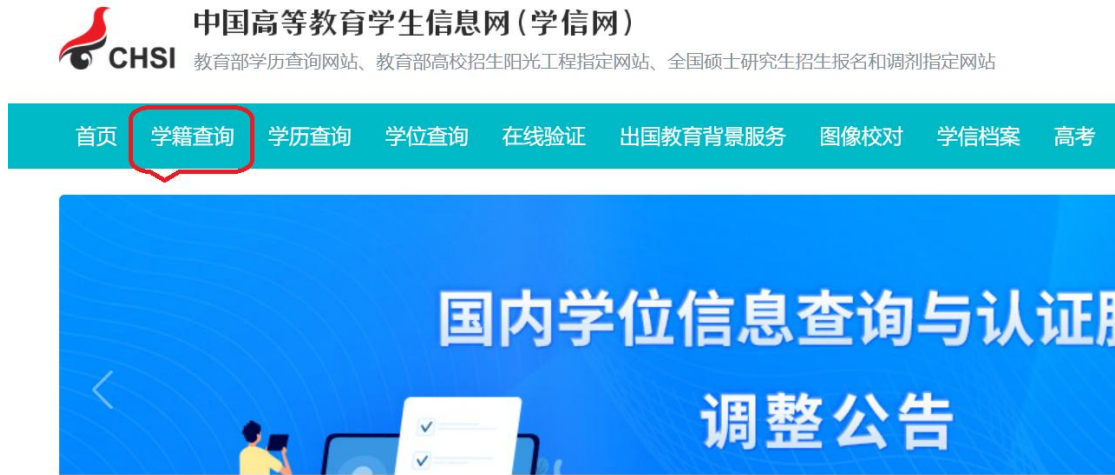 中国高等教育学生信息网(学信网)
CHSI 教育部学历查询网站、教育部高校招生阳光工程指定网站、全国硕士研究生招生报名和调剂指定网站
首页 学籍查询 学历查询 学位查询 在线验证 出国教育背景服务 图像校对 学信档案 高考
国内学位信息查询与认证服
调整公告